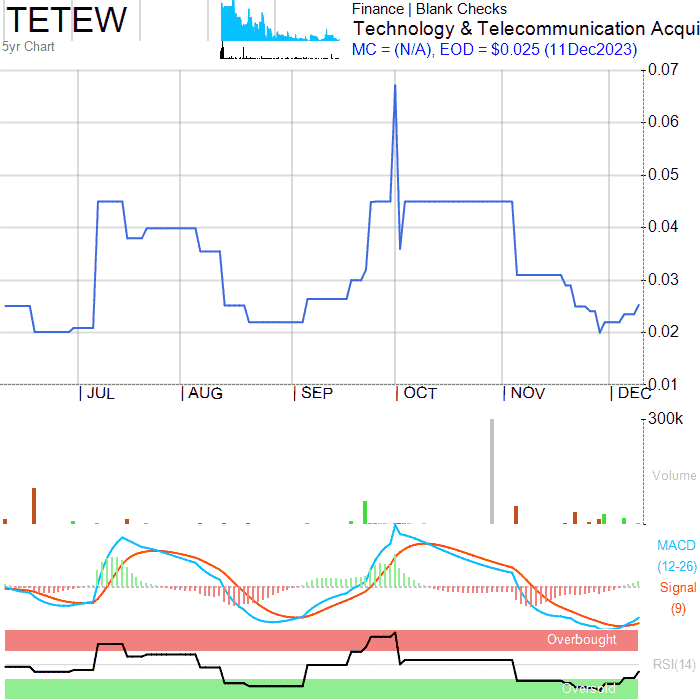 TETEW
5yr Chart
Finance | Blank Checks
Technology & Telecommunication Acqui
MC = (N/A), EOD = $0.025 (11Dec2023)
0.07
0.06
0.05
0.04
0.03
0.02
0.01
JUL
AUG
SEP
OCT
NOV
DEC
300k
Volume
MACD
(12-26)
Signal
(9)
Overbought
RSI(14)
Oversold